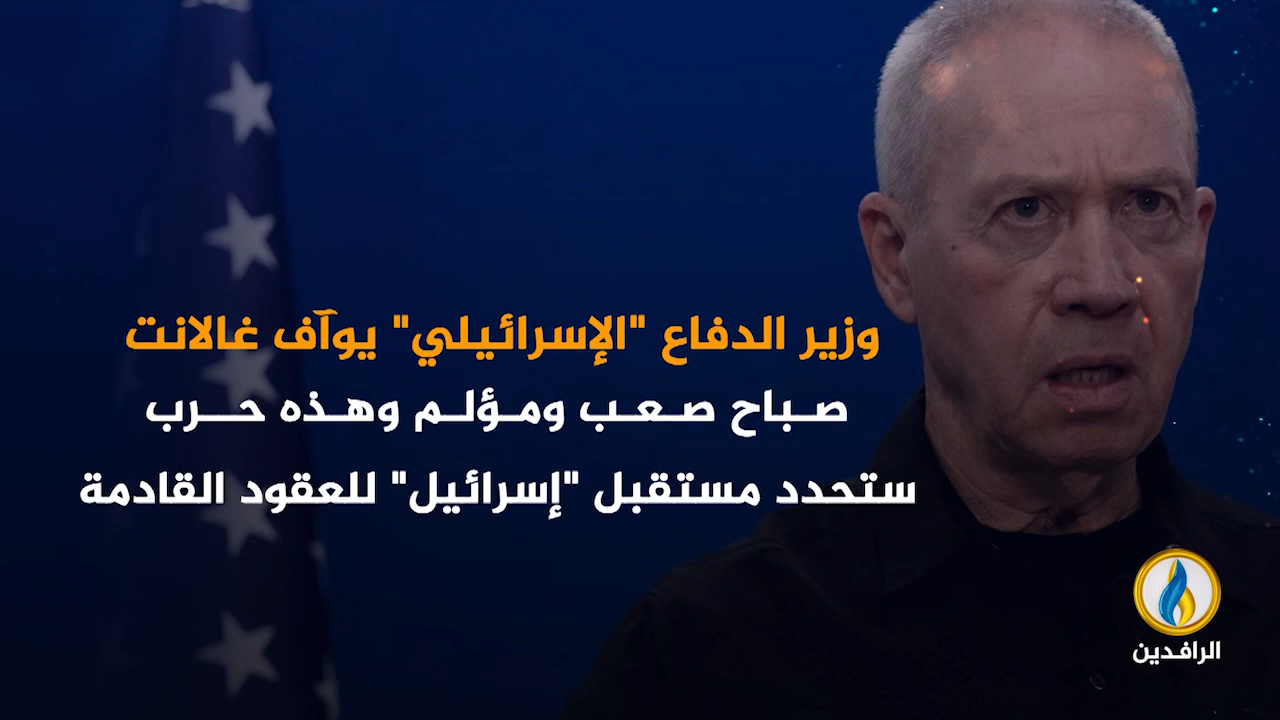 وزير الدفاع "الإسرائيلي" يوآف غالانت
صباح صعب ومؤلم وهذه حرب
ستحدد مستقبل "إسرائيل" للعقود القادمة
الرافدين